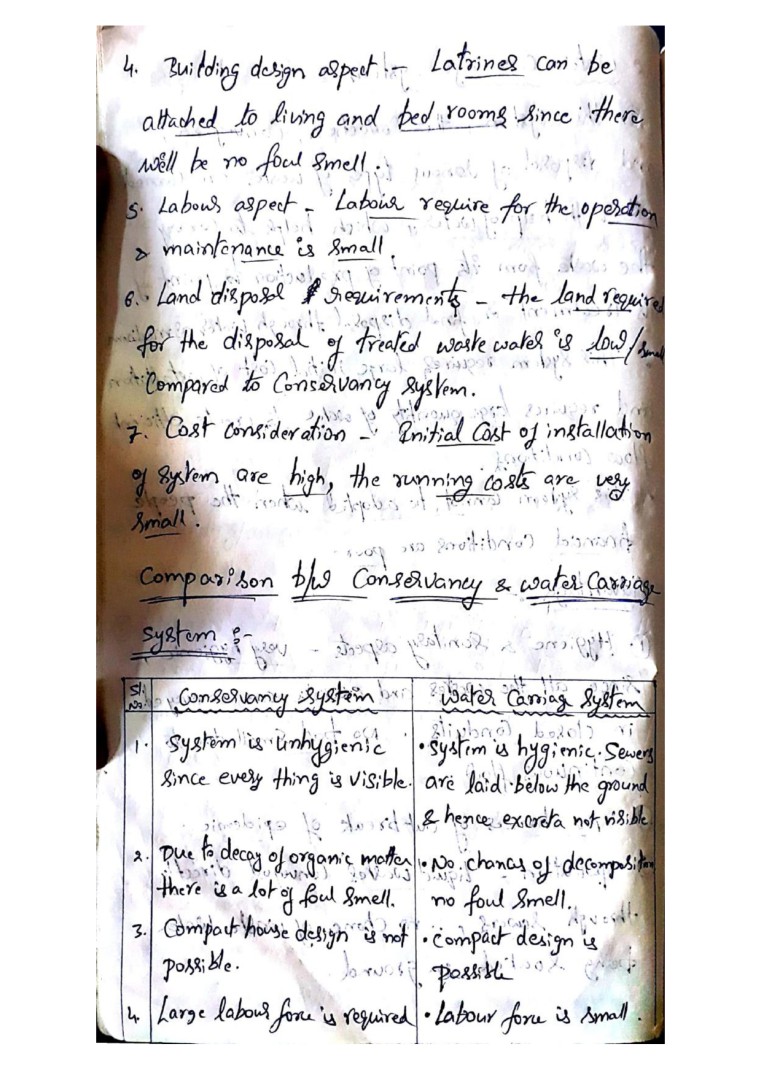 4. Building design aspect :- Latrines can be
attached to living and bed rooms since there
will be no foul smell.
5. Labour aspect - Labour require for the operation
& maintenance is small.
6. Land disposal requirements - the land required
for the disposal of treated waste water is low/small
Compared to Conservancy system.
7. Cost consideration - Initial Cost of installation
of system are high, the running costs are very
small.
Comparison b/w Conservancy & water Carriage
system :-
Sl. No. Conservancy system Water Carriag System
1. System is unhygienic • System is hygienic. Sewers
since every thing is visible. are laid below the ground
& hence excreta not visible
2. Due to decay of organic matter • No chances of decomposition
there is a lot of foul smell. no foul smell.
3. Compact house design is not • Compact design is
possible. possible
4. Large labour force is required • Labour force is small.